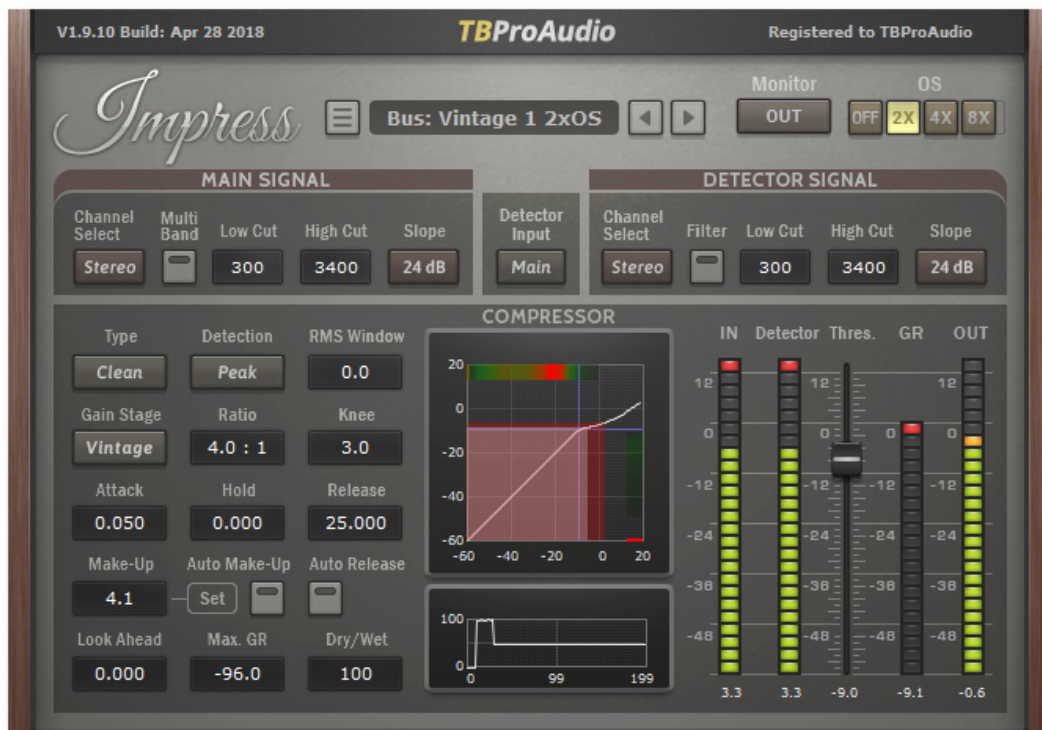 V1.9.10 Build: Apr 28 2018 TBProAudio Registered to TBProAudio
Monitor OS
Impress Bus: Vintage 1 2xOS OUT OFF 2X 4X 8X
MAIN SIGNAL DETECTOR SIGNAL
Channel Select Multi Band Low Cut High Cut Slope
Stereo 300 3400 24 dB
Detector Input
Main
Channel Select Filter Low Cut High Cut Slope
Stereo 300 3400 24 dB
COMPRESSOR
Type Detection RMS Window
Clean Peak 0.0
Gain Stage Ratio Knee
Vintage 4.0 : 1 3.0
Attack Hold Release
0.050 0.000 25.000
Make-Up Auto Make-Up Auto Release
4.1 Set
Look Ahead Max. GR Dry/Wet
0.000 -96.0 100
20
0
-20
-40
-60
-60 -40 -20 0 20
100
0
0 99 199
IN Detector Thres. GR OUT
12 12 12
0 0 0 0
-12 -12 -12 -12
-24 -24 -24 -24
-36 -36 -36 -36
-48 -48 -48 -48
3.3 3.3 -9.0 -9.1 -0.6